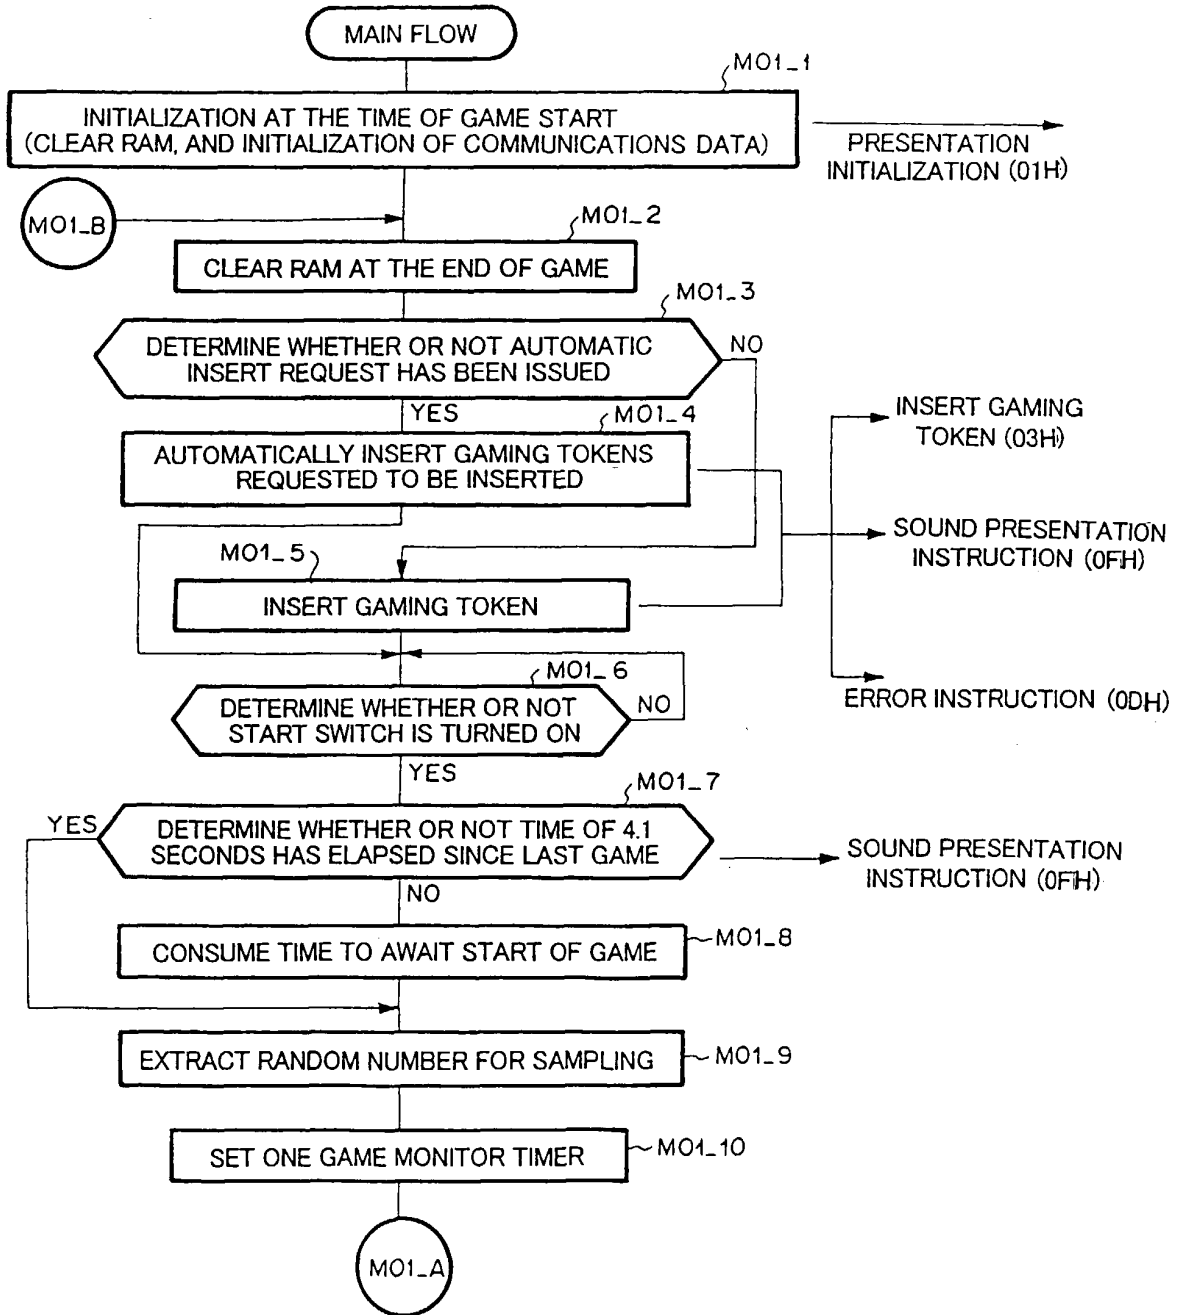 MAIN FLOW
M01_1
INITIALIZATION AT THE TIME OF GAME START
(CLEAR RAM, AND INITIALIZATION OF COMMUNICATIONS DATA)
PRESENTATION
INITIALIZATION (01H)
M01_B
M01_2
CLEAR RAM AT THE END OF GAME
M01_3
DETERMINE WHETHER OR NOT AUTOMATIC
INSERT REQUEST HAS BEEN ISSUED
NO
YES
M01_4
AUTOMATICALLY INSERT GAMING TOKENS
REQUESTED TO BE INSERTED
INSERT GAMING
TOKEN (03H)
SOUND PRESENTATION
INSTRUCTION (0FH)
M01_5
INSERT GAMING TOKEN
M01_6
DETERMINE WHETHER OR NOT
START SWITCH IS TURNED ON
NO
ERROR INSTRUCTION (0DH)
YES
M01_7
YES
DETERMINE WHETHER OR NOT TIME OF 4.1
SECONDS HAS ELAPSED SINCE LAST GAME
SOUND PRESENTATION
INSTRUCTION (0FH)
NO
CONSUME TIME TO AWAIT START OF GAME
M01_8
EXTRACT RANDOM NUMBER FOR SAMPLING
M01_9
SET ONE GAME MONITOR TIMER
M01_10
M01_A